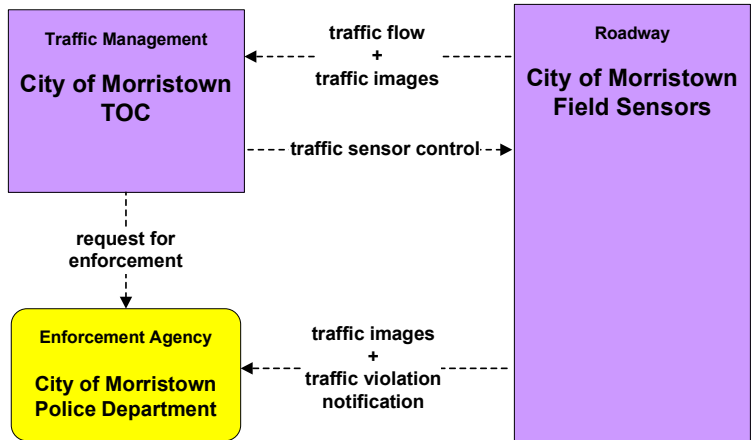 Traffic Management
City of Morristown
TOC
traffic flow
+
traffic images
Roadway
City of Morristown
Field Sensors
traffic sensor control
request for
enforcement
Enforcement Agency
City of Morristown
Police Department
traffic images
+
traffic violation
notification